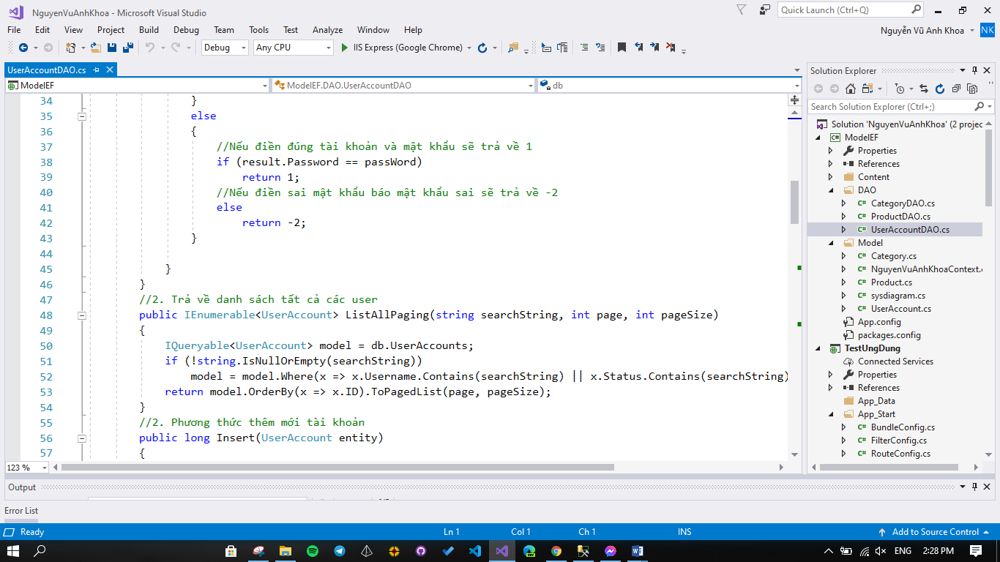 NguyenVuAnhKhoa - Microsoft Visual Studio
Quick Launch (Ctrl+Q)
File Edit View Project Build Debug Team Tools Test Analyze Window Help
Nguyễn Vũ Anh Khoa NK
Debug Any CPU IIS Express (Google Chrome)
UserAccountDAO.cs
ModelEF ModelEF.DAO.UserAccountDAO db
34 }
35 else
36 {
37 //Nếu điền đúng tài khoản và mật khẩu sẽ trả về 1
38 if (result.Password == passWord)
39 return 1;
40 //Nếu điền sai mật khẩu báo mật khẩu sai sẽ trả về -2
41 else
42 return -2;
43 }
44
45 }
46 }
47 //2. Trả về danh sách tất cả các user
48 public IEnumerable<UserAccount> ListAllPaging(string searchString, int page, int pageSize)
49 {
50 IQueryable<UserAccount> model = db.UserAccounts;
51 if (!string.IsNullOrEmpty(searchString))
52 model = model.Where(x => x.Username.Contains(searchString) || x.Status.Contains(searchString)
53 return model.OrderBy(x => x.ID).ToPagedList(page, pageSize);
54 }
55 //2. Phương thức thêm mới tài khoản
56 public long Insert(UserAccount entity)
57 {
123 %
Solution Explorer
Search Solution Explorer (Ctrl+;)
Solution 'NguyenVuAnhKhoa' (2 projec
C# ModelEF
Properties
References
Content
DAO
C# CategoryDAO.cs
C# ProductDAO.cs
C# UserAccountDAO.cs
Model
C# Category.cs
C# NguyenVuAnhKhoaContext.
C# Product.cs
C# sysdiagram.cs
C# UserAccount.cs
App.config
packages.config
TestUngDung
Connected Services
Properties
References
App_Data
App_Start
C# BundleConfig.cs
C# FilterConfig.cs
C# RouteConfig.cs
Output
Error List
Ready Ln 1 Col 1 Ch 1 INS Add to Source Control
ENG 2:28 PM